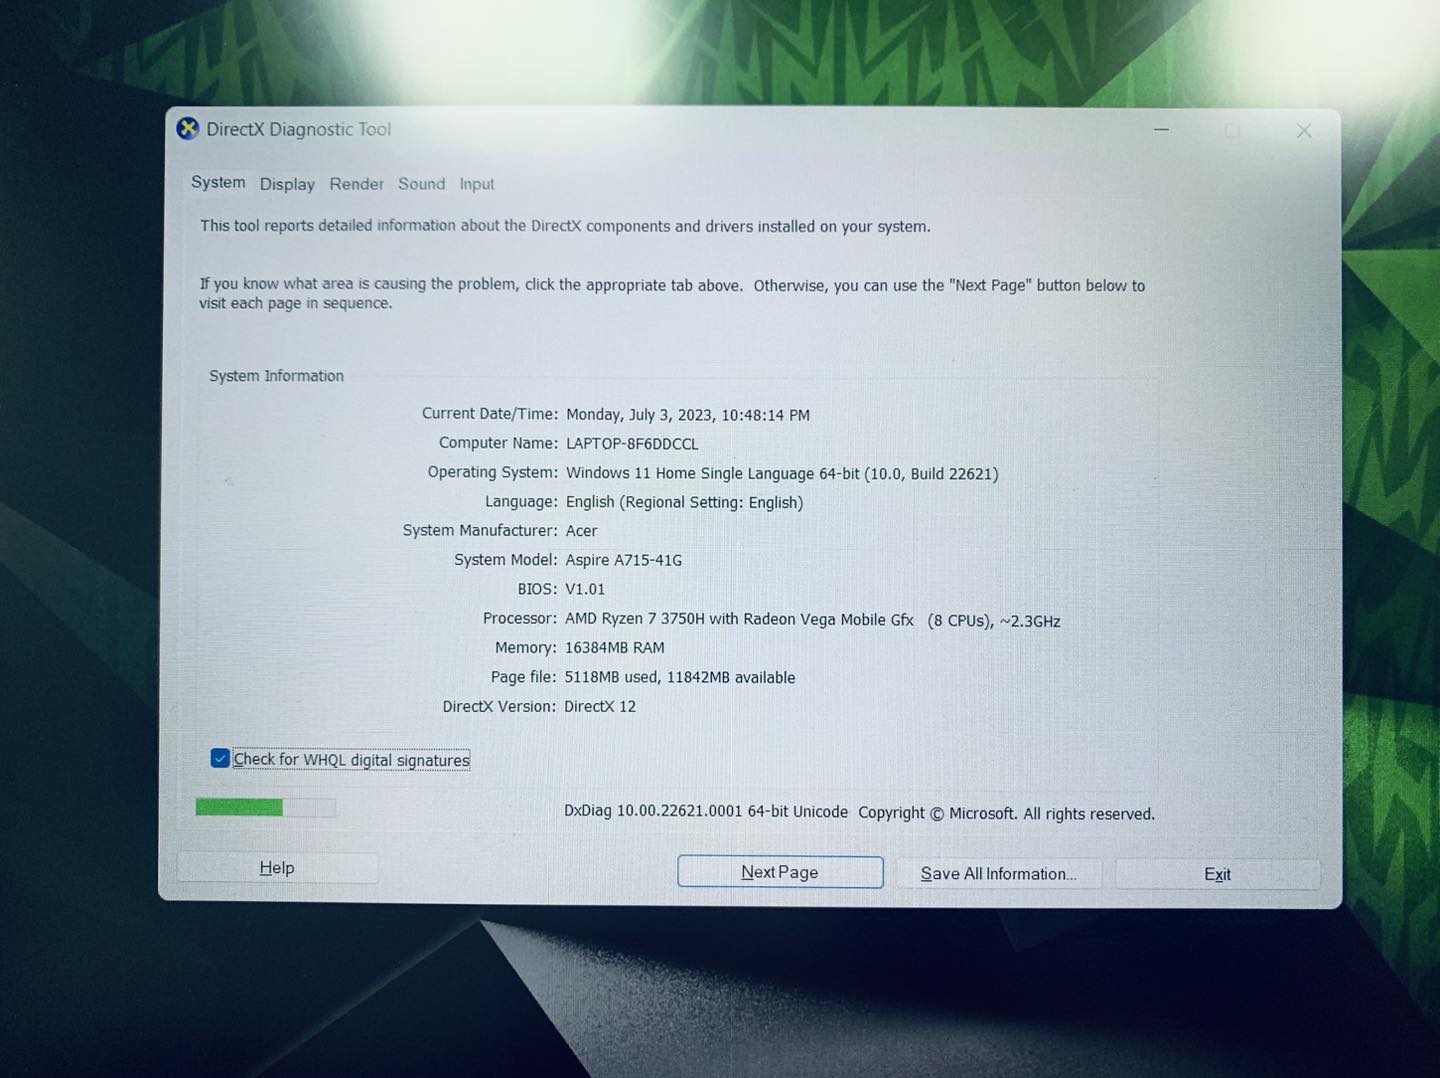 DirectX Diagnostic Tool
System Display Render Sound Input
This tool reports detailed information about the DirectX components and drivers installed on your system.
If you know what area is causing the problem, click the appropriate tab above. Otherwise, you can use the "Next Page" button below to
visit each page in sequence.
System Information
Current Date/Time: Monday, July 3, 2023, 10:48:14 PM
Computer Name: LAPTOP-8F6DDCCL
Operating System: Windows 11 Home Single Language 64-bit (10.0, Build 22621)
Language: English (Regional Setting: English)
System Manufacturer: Acer
System Model: Aspire A715-41G
BIOS: V1.01
Processor: AMD Ryzen 7 3750H with Radeon Vega Mobile Gfx (8 CPUs), ~2.3GHz
Memory: 16384MB RAM
Page file: 5118MB used, 11842MB available
DirectX Version: DirectX 12
Check for WHQL digital signatures
DxDiag 10.00.22621.0001 64-bit Unicode Copyright © Microsoft. All rights reserved.
Help Next Page Save All Information... Exit